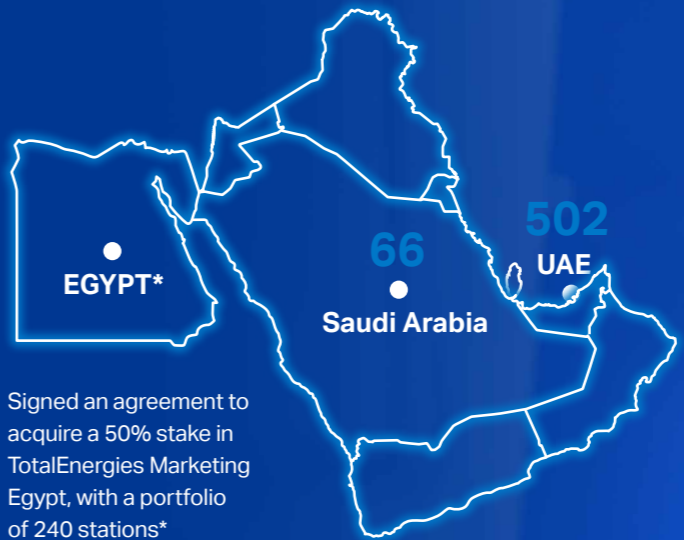 502
66
UAE
EGYPT*
Saudi Arabia
Signed an agreement to
acquire a 50% stake in
TotalEnergies Marketing
Egypt, with a portfolio
of 240 stations*